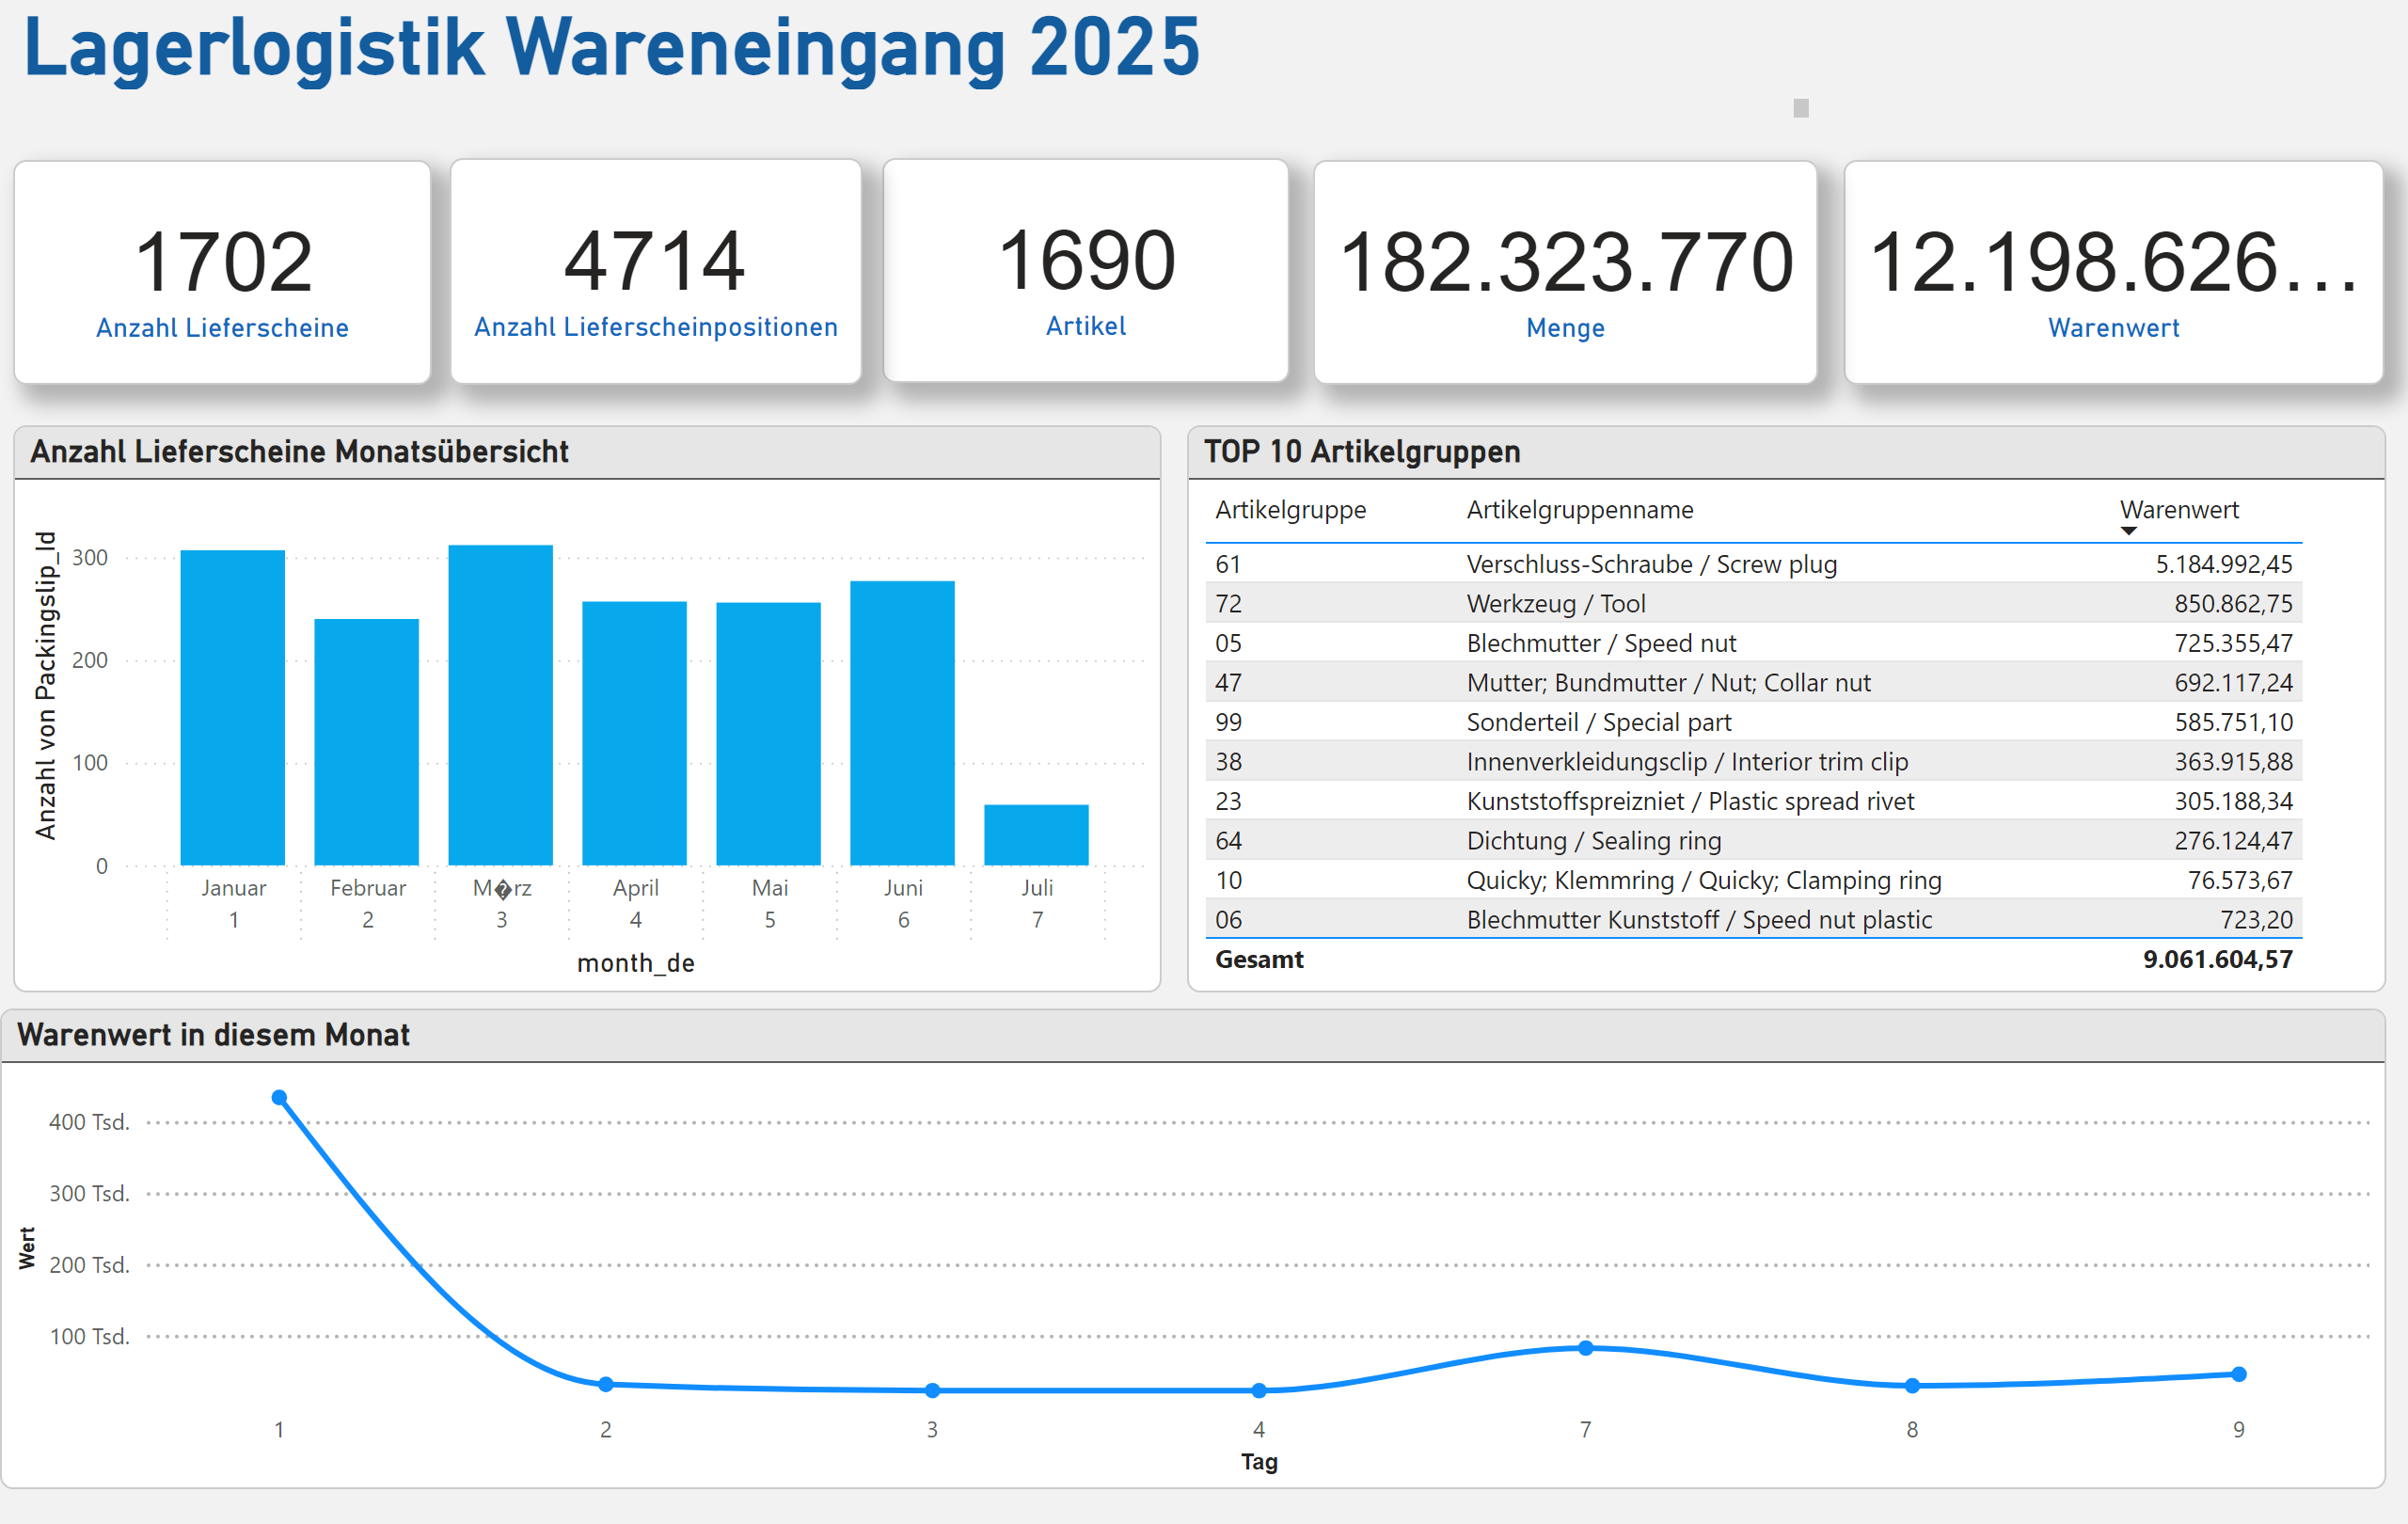 Lagerlogistik Wareneingang 2025
1702
Anzahl Lieferscheine
4714
Anzahl Lieferscheinpositionen
1690
Artikel
182.323.770
Menge
12.198.626...
Warenwert
Anzahl Lieferscheine Monatsübersicht
Anzahl von Packingslip_Id
300
200
100
0
Januar Februar M�rz April Mai Juni Juli
1 2 3 4 5 6 7
month_de
TOP 10 Artikelgruppen
Artikelgruppe Artikelgruppenname Warenwert
61 Verschluss-Schraube / Screw plug 5.184.992,45
72 Werkzeug / Tool 850.862,75
05 Blechmutter / Speed nut 725.355,47
47 Mutter; Bundmutter / Nut; Collar nut 692.117,24
99 Sonderteil / Special part 585.751,10
38 Innenverkleidungsclip / Interior trim clip 363.915,88
23 Kunststoffspreizniet / Plastic spread rivet 305.188,34
64 Dichtung / Sealing ring 276.124,47
10 Quicky; Klemmring / Quicky; Clamping ring 76.573,67
06 Blechmutter Kunststoff / Speed nut plastic 723,20
Gesamt 9.061.604,57
Warenwert in diesem Monat
Wert
400 Tsd.
300 Tsd.
200 Tsd.
100 Tsd.
1 2 3 4 7 8 9
Tag